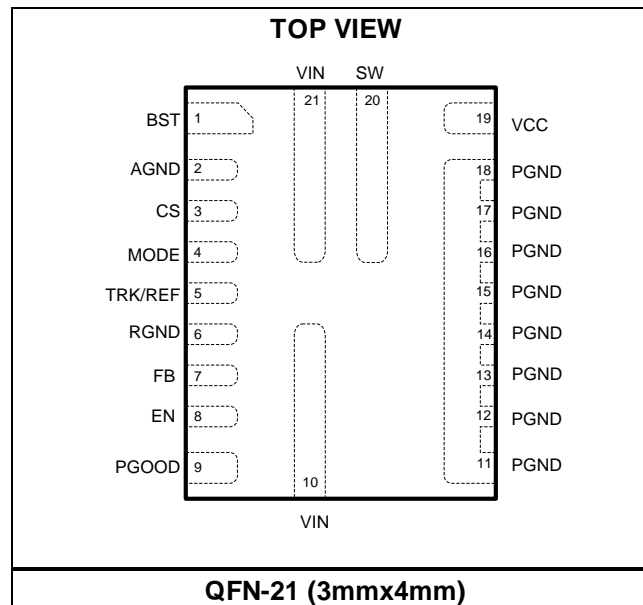 TOP VIEW
VIN SW
21 20
BST 1 19 VCC
AGND 2 18 PGND
CS 3 17 PGND
MODE 4 16 PGND
TRK/REF 5 15 PGND
RGND 6 14 PGND
FB 7 13 PGND
EN 8 12 PGND
PGOOD 9 11 PGND
10
VIN
QFN-21 (3mmx4mm)